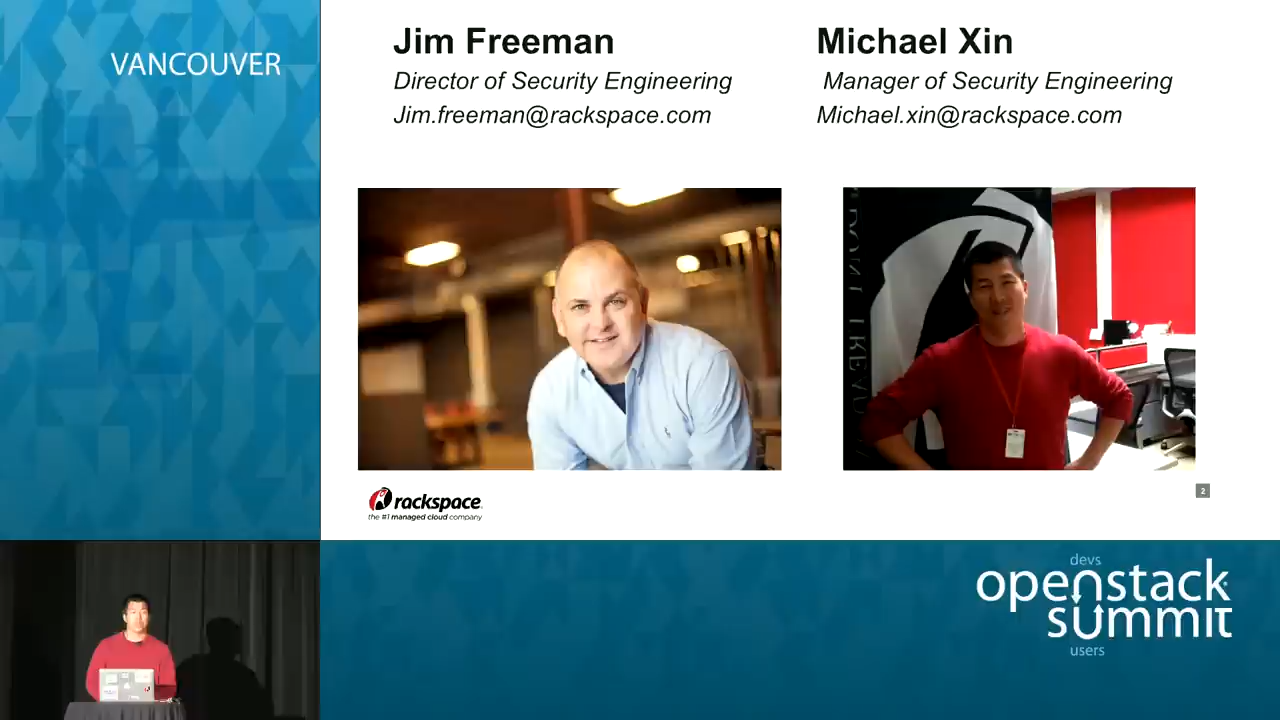 VANCOUVER
Jim Freeman
Director of Security Engineering
Jim.freeman@rackspace.com
Michael Xin
Manager of Security Engineering
Michael.xin@rackspace.com
rackspace
the #1 managed cloud company
2
devs
openstack
summit
users